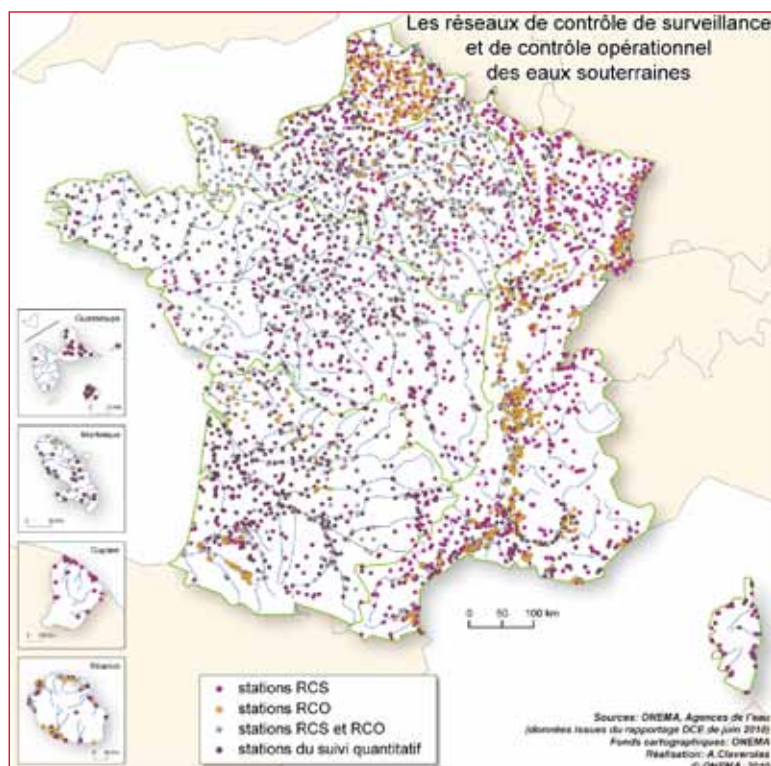 Les réseaux de contrôle de surveillance
et de contrôle opérationnel
des eaux souterraines
Guadeloupe
Martinique
Guyane
Réunion
0 50 100 km
stations RCS
stations RCO
stations RCS et RCO
stations du suivi quantitatif
Sources: ONEMA, Agences de l'eau
(données issues du rapportage DCE de juin 2010)
Fonds cartographiques: ONEMA
Réalisation: A.Claverolas
© ONEMA, 2010